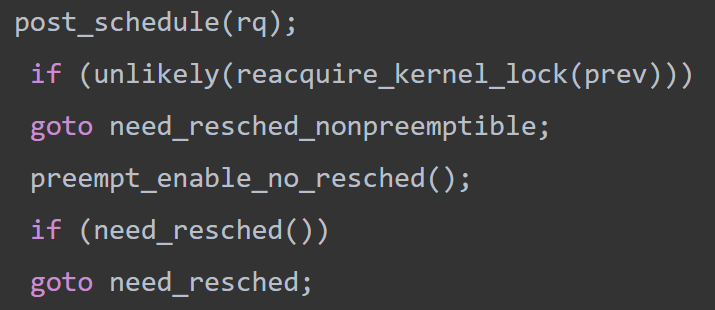 post_schedule(rq);
if (unlikely(reacquire_kernel_lock(prev)))
goto need_resched_nonpreemptible;
preempt_enable_no_resched();
if (need_resched())
goto need_resched;